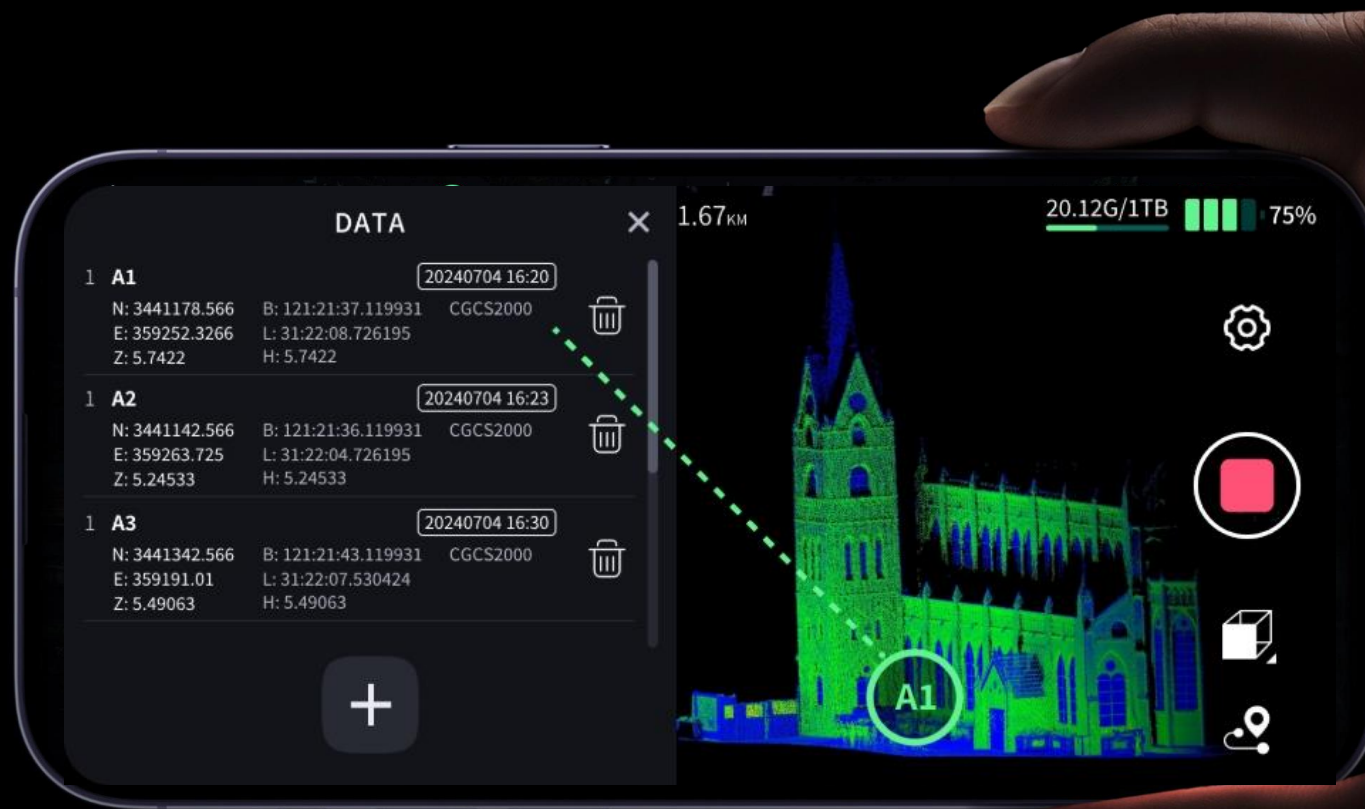 DATA
1.67KM
20.12G/1TB
75%
1 A1 20240704 16:20
N: 3441178.566 B: 121:21:37.119931 CGCS2000
E: 359252.3266 L: 31:22:08.726195
Z: 5.7422 H: 5.7422
1 A2 20240704 16:23
N: 3441142.566 B: 121:21:36.119931 CGCS2000
E: 359263.725 L: 31:22:04.726195
Z: 5.24533 H: 5.24533
1 A3 20240704 16:30
N: 3441342.566 B: 121:21:43.119931 CGCS2000
E: 359191.01 L: 31:22:07.530424
Z: 5.49063 H: 5.49063
A1